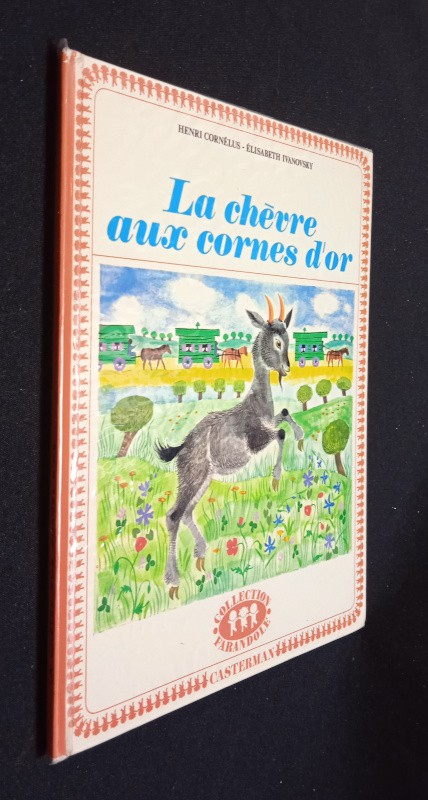 HENRI CORNÉLUS - ÉLISABETH IVANOVSKY
La chèvre
aux cornes d'or
COLLECTION
FARANDOLE
CASTERMAN